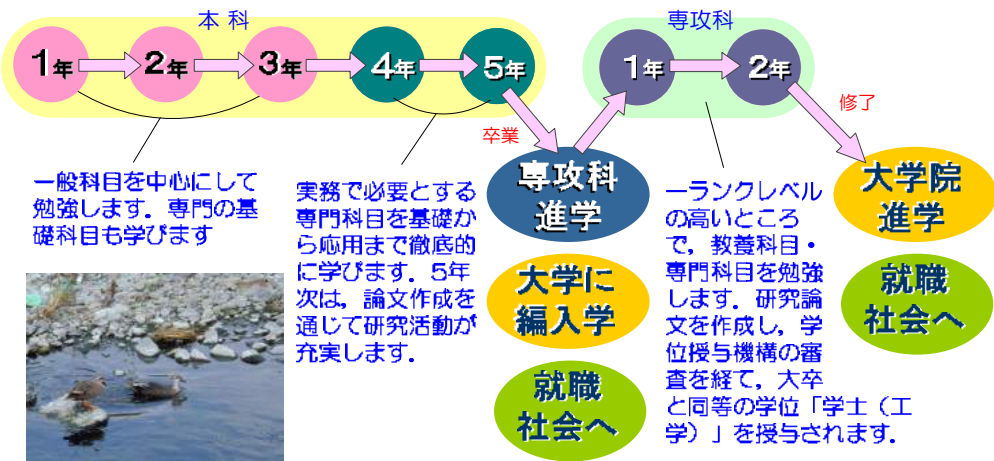 本 科
1年
2年
3年
4年
5年
一般科目を中心にして
勉強します．専門の基
礎科目も学びます
実務で必要とする
専門科目を基礎か
ら応用まで徹底的
に学びます．5年
次は，論文作成を
通じて研究活動が
充実します．
卒業
専攻科
進学
大学に
編入学
就職
社会へ
専攻科
1年
2年
修了
一ランクレベル
の高いところ
で，教養科目・
専門科目を勉強
します．研究論
文を作成し，学
位授与機構の審
査を経て，大卒
と同等の学位「学士（工
学）」を授与されます．
大学院
進学
就職
社会へ